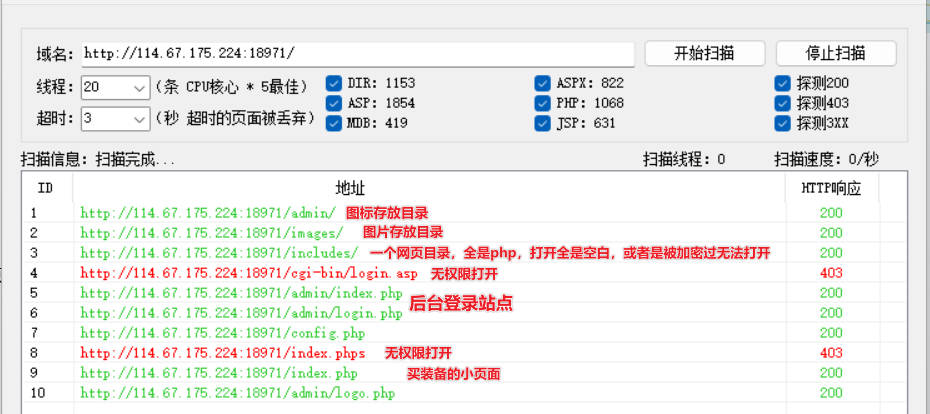 域名: http://114.67.175.224:18971/ 开始扫描 停止扫描
线程: 20 (条 CPU核心 * 5最佳) DIR: 1153 ASPX: 822 探测200
超时: 3 (秒 超时的页面被丢弃) ASP: 1854 PHP: 1068 探测403
MDB: 419 JSP: 631 探测3XX
扫描信息: 扫描完成... 扫描线程: 0 扫描速度: 0/秒
ID 地址 HTTP响应
1 http://114.67.175.224:18971/admin/ 图标存放目录 200
2 http://114.67.175.224:18971/images/ 图片存放目录 200
3 http://114.67.175.224:18971/includes/ 一个网页目录，全是php，打开全是空白，或者是被加密过无法打开 200
4 http://114.67.175.224:18971/cgi-bin/login.asp 无权限打开 403
5 http://114.67.175.224:18971/admin/index.php 200
后台登录站点
6 http://114.67.175.224:18971/admin/login.php 200
7 http://114.67.175.224:18971/config.php 200
8 http://114.67.175.224:18971/index.phps 无权限打开 403
9 http://114.67.175.224:18971/index.php 买装备的小页面 200
10 http://114.67.175.224:18971/admin/logo.php 200